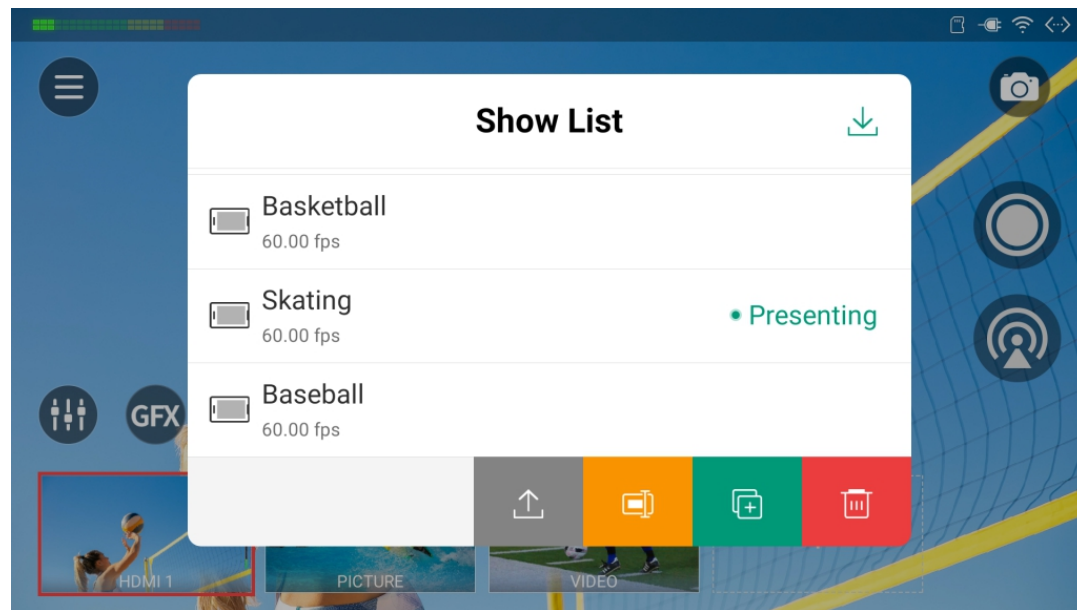 Show List
Basketball
60.00 fps
Skating
60.00 fps
• Presenting
Baseball
60.00 fps
GFX
HDMI 1
PICTURE
VIDEO